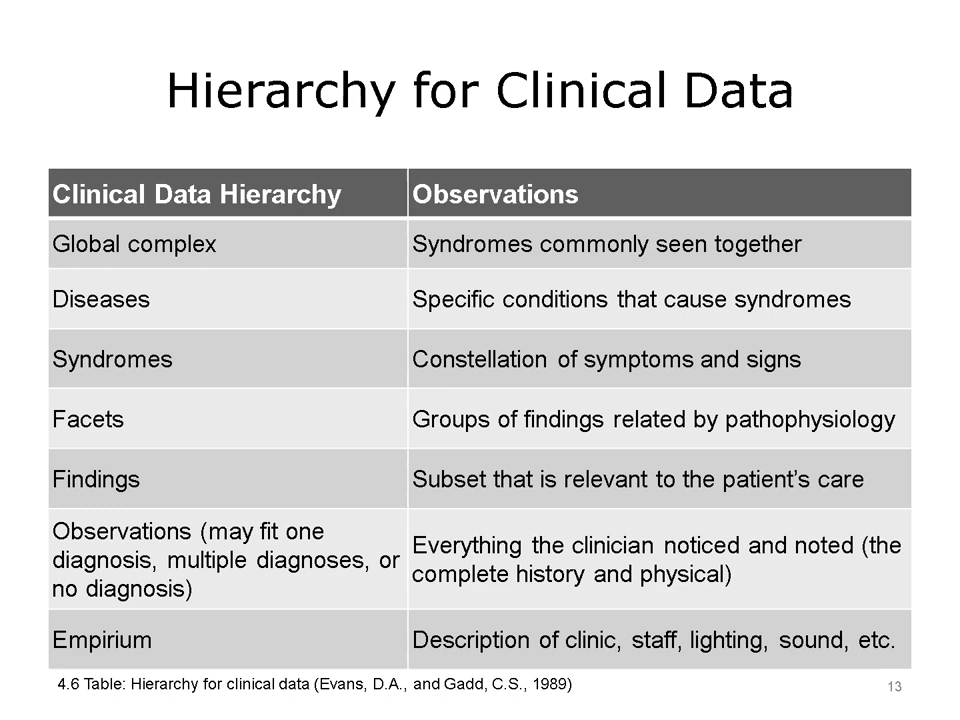 Hierarchy for Clinical Data
Clinical Data Hierarchy
Observations
Global complex
Syndromes commonly seen together
Diseases
Specific conditions that cause syndromes
Syndromes
Constellation of symptoms and signs
Facets
Groups of findings related by pathophysiology
Findings
Subset that is relevant to the patient’s care
Observations (may fit one
diagnosis, multiple diagnoses, or
no diagnosis)
Everything the clinician noticed and noted (the
complete history and physical)
Empirium
Description of clinic, staff, lighting, sound, etc.
4.6 Table: Hierarchy for clinical data (Evans, D.A., and Gadd, C.S., 1989)
13